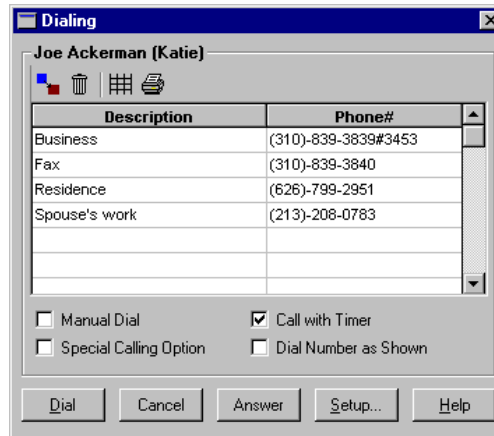 Dialing
Joe Ackerman (Katie)
Description Phone#
Business (310)-839-3839#3453
Fax (310)-839-3840
Residence (626)-799-2951
Spouse's work (213)-208-0783
Manual Dial Call with Timer
Special Calling Option Dial Number as Shown
Dial Cancel Answer Setup... Help